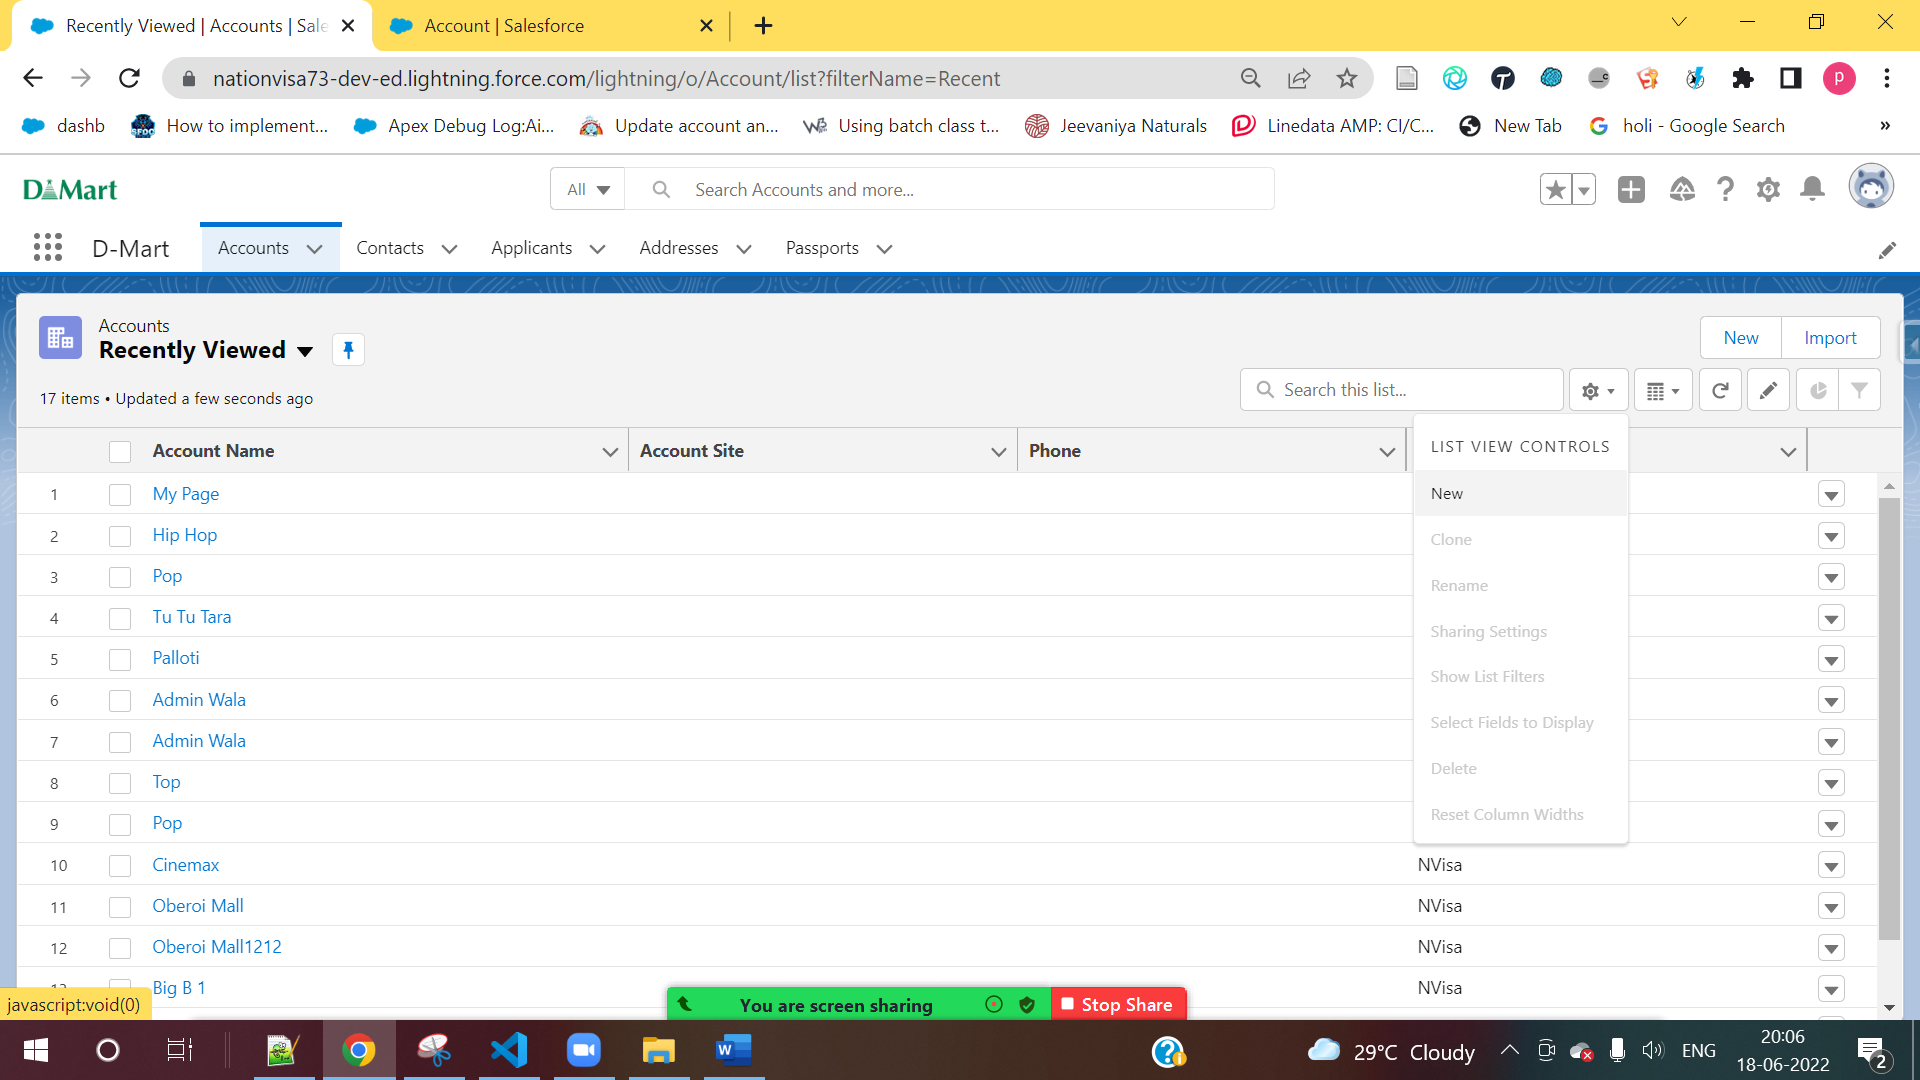 Recently Viewed | Accounts | Sale
Account | Salesforce
nationvisa73-dev-ed.lightning.force.com/lightning/o/Account/list?filterName=Recent
P
dashb
How to implement...
Apex Debug Log:Ai...
Update account an...
Using batch class t...
Jeevaniya Naturals
Linedata AMP: CI/C...
New Tab
holi - Google Search
»
D Mart
All
Search Accounts and more...
D-Mart
Accounts
Contacts
Applicants
Addresses
Passports
Accounts
Recently Viewed
New
Import
17 items • Updated a few seconds ago
Search this list...
Account Name
Account Site
Phone
LIST VIEW CONTROLS
New
Clone
Rename
Sharing Settings
Show List Filters
Select Fields to Display
Delete
Reset Column Widths
1 My Page
2 Hip Hop
3 Pop
4 Tu Tu Tara
5 Palloti
6 Admin Wala
7 Admin Wala
8 Top
9 Pop
10 Cinemax NVisa
11 Oberoi Mall NVisa
12 Oberoi Mall1212 NVisa
Big B 1 NVisa
javascript:void(0)
You are screen sharing
Stop Share
29°C Cloudy
ENG
20:06
18-06-2022
2